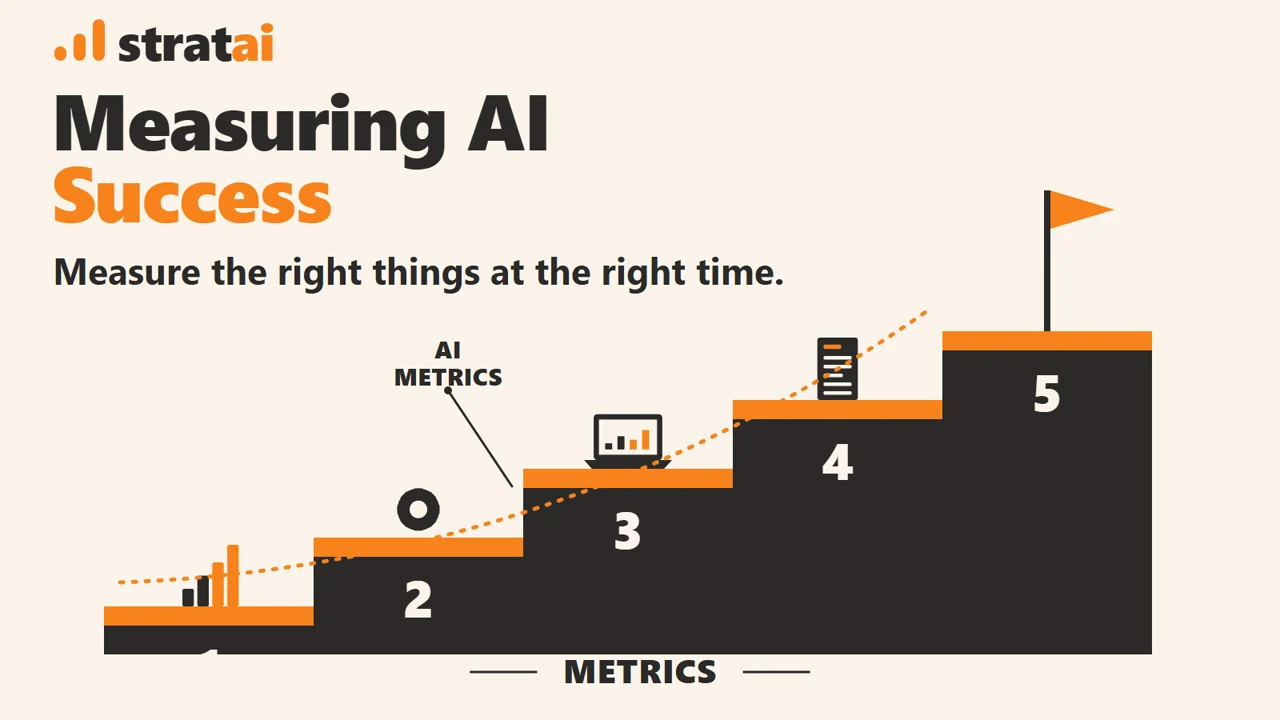 stratai
Measuring AI
Success
Measure the right things at the right time.
AI
METRICS
5
4
3
2
METRICS